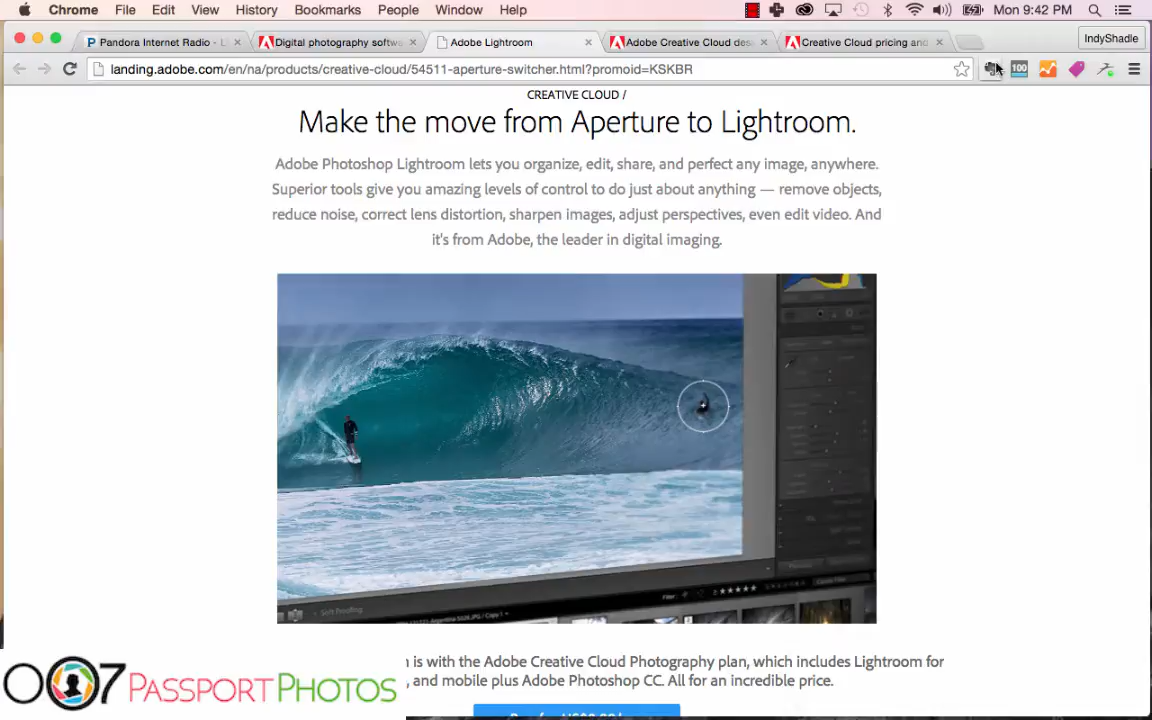 Chrome File Edit View History Bookmarks People Window Help Mon 9:42 PM
Pandora Internet Radio - Digital photography softw Adobe Lightroom Adobe Creative Cloud des Creative Cloud pricing and IndyShadle
landing.adobe.com/en/na/products/creative-cloud/54511-aperture-switcher.html?promoid=KSKBR 100
CREATIVE CLOUD /
Make the move from Aperture to Lightroom.
Adobe Photoshop Lightroom lets you organize, edit, share, and perfect any image, anywhere.
Superior tools give you amazing levels of control to do just about anything — remove objects,
reduce noise, correct lens distortion, sharpen images, adjust perspectives, even edit video. And
it's from Adobe, the leader in digital imaging.
Soft Proofing
Filter :
n is with the Adobe Creative Cloud Photography plan, which includes Lightroom for
, and mobile plus Adobe Photoshop CC. All for an incredible price.
007 PASSPORT PHOTOS